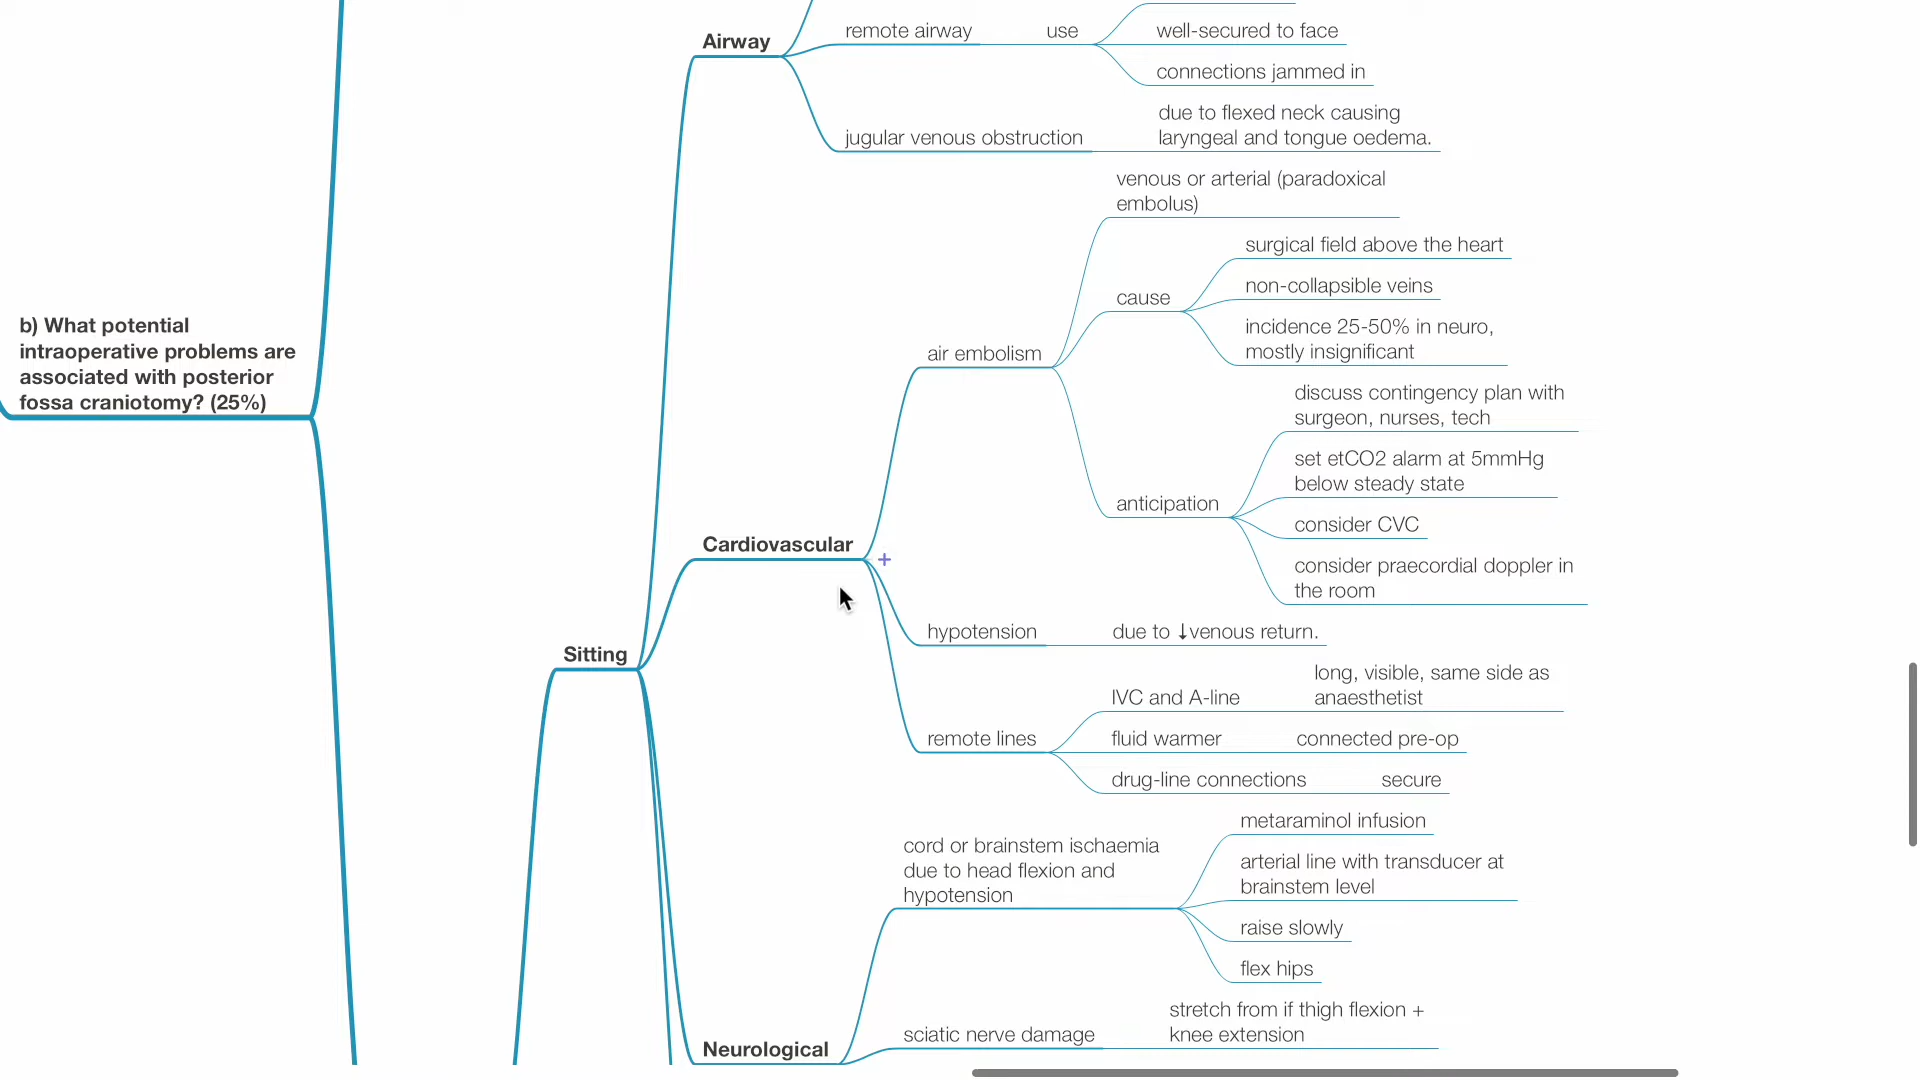 Airway
remote airway
use
well-secured to face
connections jammed in
jugular venous obstruction
due to flexed neck causing
laryngeal and tongue oedema.
b) What potential
intraoperative problems are
associated with posterior
fossa craniotomy? (25%)
Sitting
Cardiovascular
+
air embolism
venous or arterial (paradoxical
embolus)
cause
surgical field above the heart
non-collapsible veins
incidence 25-50% in neuro,
mostly insignificant
anticipation
discuss contingency plan with
surgeon, nurses, tech
set etCO2 alarm at 5mmHg
below steady state
consider CVC
consider praecordial doppler in
the room
hypotension
due to ↓venous return.
remote lines
IVC and A-line
long, visible, same side as
anaesthetist
fluid warmer
connected pre-op
drug-line connections
secure
Neurological
cord or brainstem ischaemia
due to head flexion and
hypotension
metaraminol infusion
arterial line with transducer at
brainstem level
raise slowly
flex hips
sciatic nerve damage
stretch from if thigh flexion +
knee extension